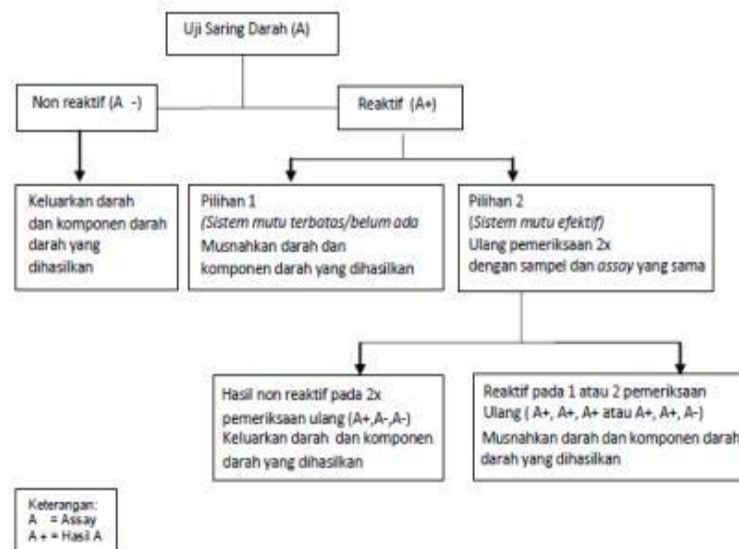 Uji Saring Darah (A)
Non reaktif (A -)
Reaktif (A+)
Keluarkan darah
dan komponen darah
darah yang
dihasilkan
Pilihan 1
(Sistem mutu terbatas/belum ada
Musnahkan darah dan
komponen darah yang dihasilkan
Pilihan 2
(Sistem mutu efektif)
Ulang pemeriksaan 2x
dengan sampel dan assay yang sama
Hasil non reaktif pada 2x
pemeriksaan ulang (A+,A-,A-)
Keluarkan darah dan komponen
darah yang dihasilkan
Reaktif pada 1 atau 2 pemeriksaan
Ulang ( A+, A+, A+ atau A+, A+, A-)
Musnahkan darah dan komponen darah
darah yang dihasilkan
Keterangan:
A = Assay
A + = Hasil A